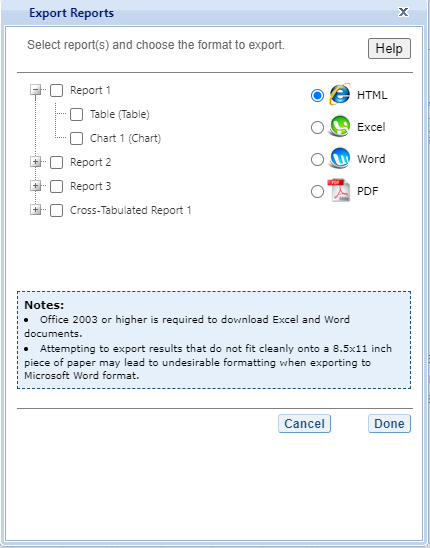 Export Reports X
Select report(s) and choose the format to export.
Help
Report 1
Table (Table)
Chart 1 (Chart)
Report 2
Report 3
Cross-Tabulated Report 1
HTML
Excel
Word
PDF
Notes:
• Office 2003 or higher is required to download Excel and Word
documents.
• Attempting to export results that do not fit cleanly onto a 8.5x11 inch
piece of paper may lead to undesirable formatting when exporting to
Microsoft Word format.
Cancel Done